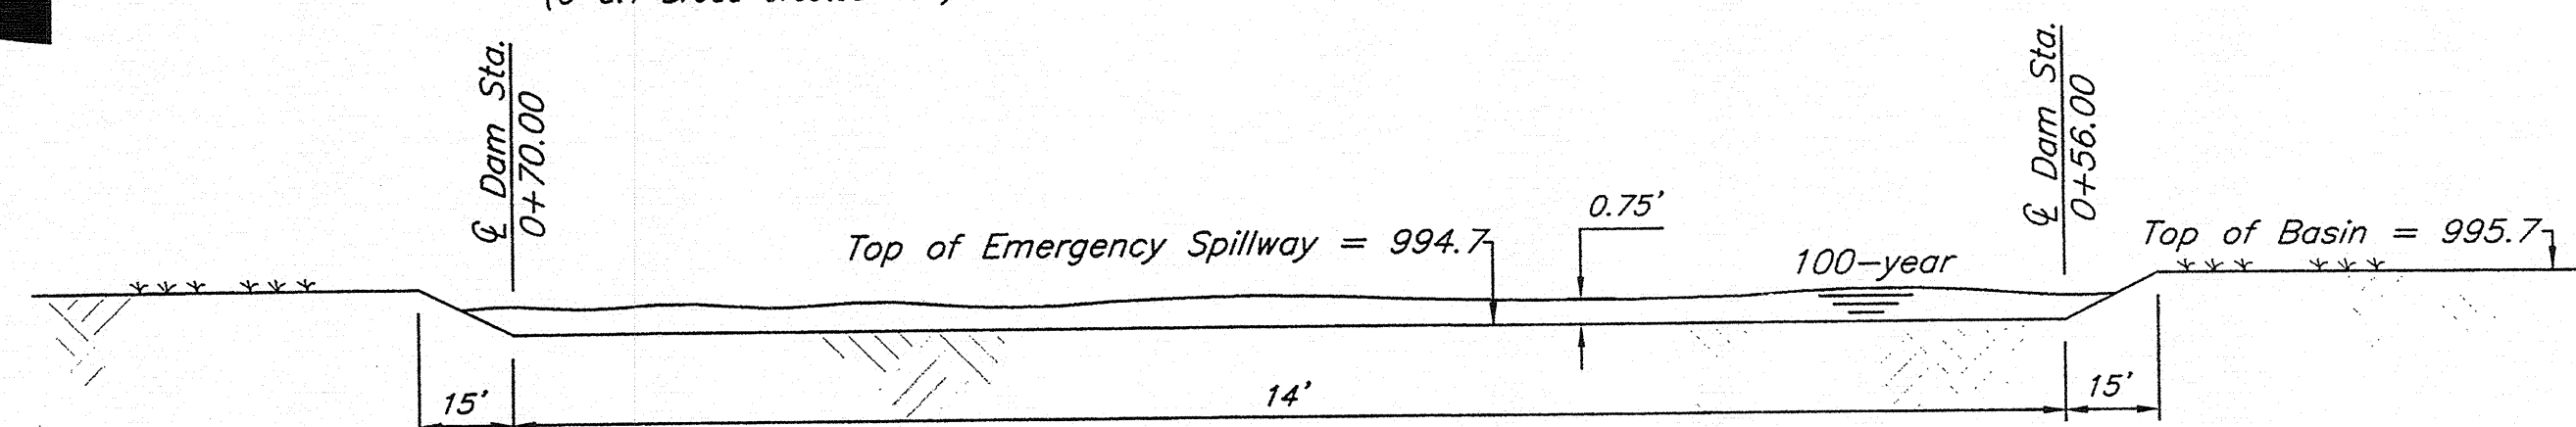 ℄ Dam Sta.
0+70.00
℄ Dam Sta.
0+56.00
0.75'
Top of Emergency Spillway = 994.7
100-year
Top of Basin = 995.7
15'
14'
15'